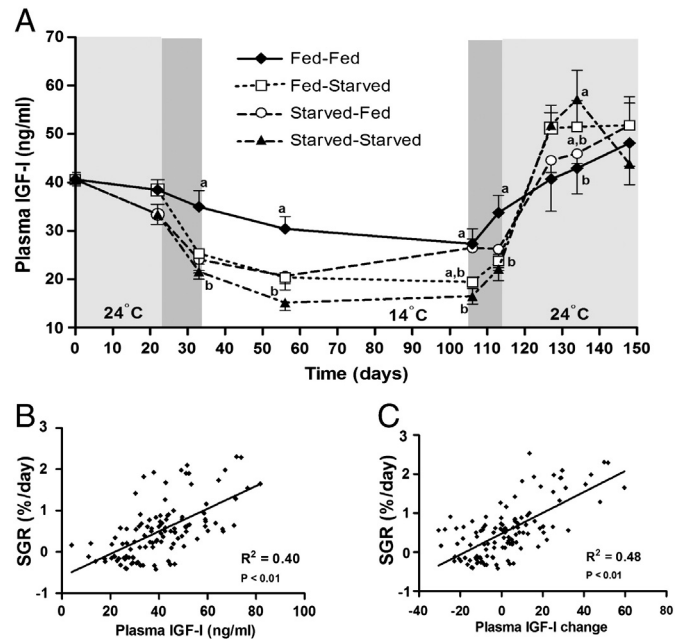 A
70
60
50
40
30
20
10
Plasma IGF-I (ng/ml)
Fed-Fed
Fed-Starved
Starved-Fed
Starved-Starved
a
a
a
a
a
a,b
b
a,b
b
b
b
b
b
24°C
14°C
24°C
0 10 20 30 40 50 60 70 80 90 100 110 120 130 140 150
Time (days)
B
3
2
1
0
-1
SGR (%/day)
R² = 0.40
P < 0.01
0 20 40 60 80 100
Plasma IGF-I (ng/ml)
C
3
2
1
0
-1
SGR (%/day)
R² = 0.48
P < 0.01
-40 -20 0 20 40 60 80
Plasma IGF-I change